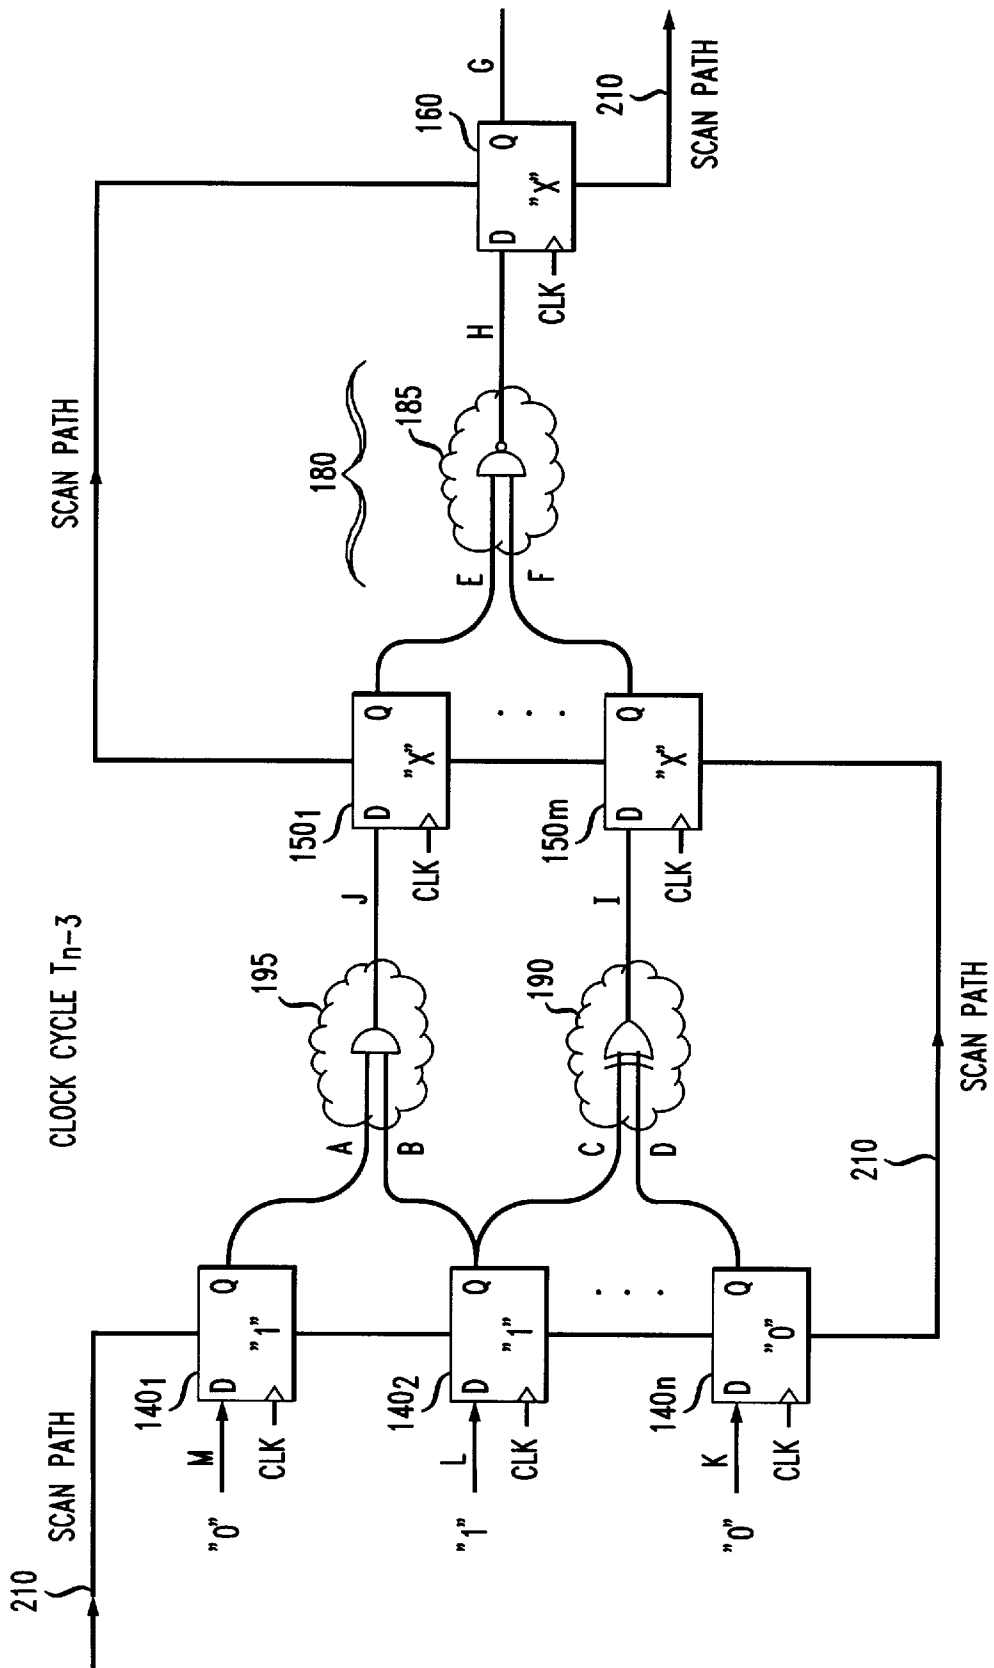 CLOCK CYCLE Tn-3
210
SCAN PATH
"0"
M
1401
D
Q
"1"
CLK
"1"
L
1402
D
Q
"1"
CLK
"0"
K
140n
D
Q
"0"
CLK
. . .
A
B
195
J
C
D
190
I
1501
D
Q
"X"
CLK
. . .
150m
D
Q
"X"
CLK
210
SCAN PATH
SCAN PATH
180
E
F
185
H
160
D
Q
"X"
CLK
G
210
SCAN PATH